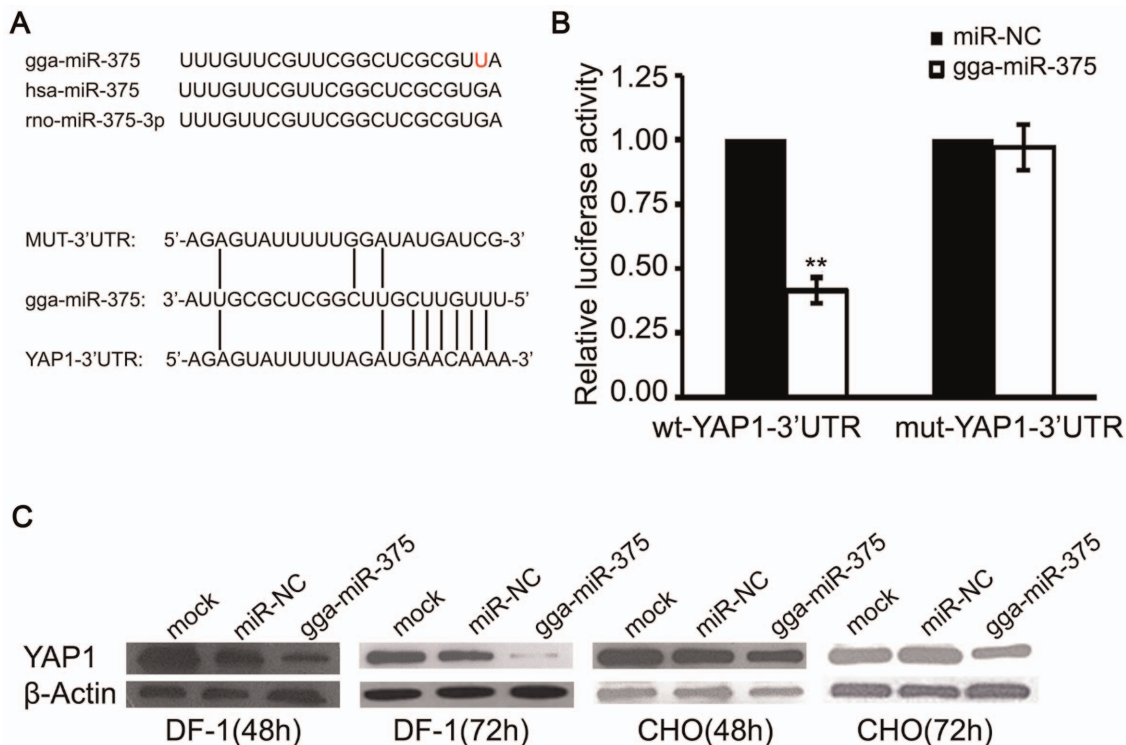 A
gga-miR-375 UUUGUUCGUUCGGCUCGCGUUA
hsa-miR-375 UUUGUUCGUUCGGCUCGCGUGA
rno-miR-375-3p UUUGUUCGUUCGGCUCGCGUGA
MUT-3'UTR: 5'-AGAGUAUUUUUGGAUAUGAUCG-3'
gga-miR-375: 3'-AUUGCGCUCGGCUUGCUUGUUU-5'
YAP1-3'UTR: 5'-AGAGUAUUUUUAGAUGAACAAAA-3'
B
miR-NC
gga-miR-375
Relative luciferase activity
1.25
1.00
0.75
0.50
0.25
0.00
**
wt-YAP1-3'UTR mut-YAP1-3'UTR
C
mock miR-NC gga-miR-375 mock miR-NC gga-miR-375 mock miR-NC gga-miR-375 mock miR-NC gga-miR-375
YAP1
β-Actin
DF-1(48h) DF-1(72h) CHO(48h) CHO(72h)